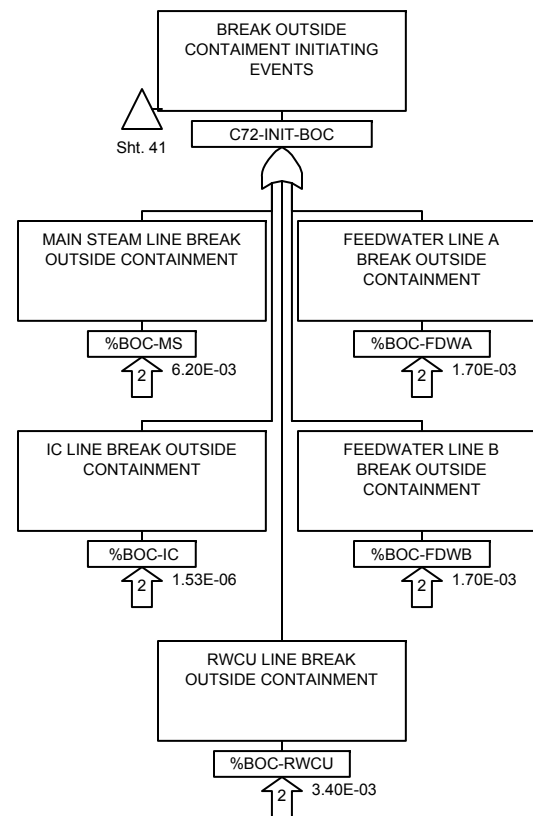 BREAK OUTSIDE
CONTAIMENT INITIATING
EVENTS
Sht. 41
C72-INIT-BOC
MAIN STEAM LINE BREAK
OUTSIDE CONTAINMENT
%BOC-MS
2
6.20E-03
FEEDWATER LINE A
BREAK OUTSIDE
CONTAINMENT
%BOC-FDWA
2
1.70E-03
IC LINE BREAK OUTSIDE
CONTAINMENT
%BOC-IC
2
1.53E-06
FEEDWATER LINE B
BREAK OUTSIDE
CONTAINMENT
%BOC-FDWB
2
1.70E-03
RWCU LINE BREAK
OUTSIDE CONTAINMENT
%BOC-RWCU
2
3.40E-03